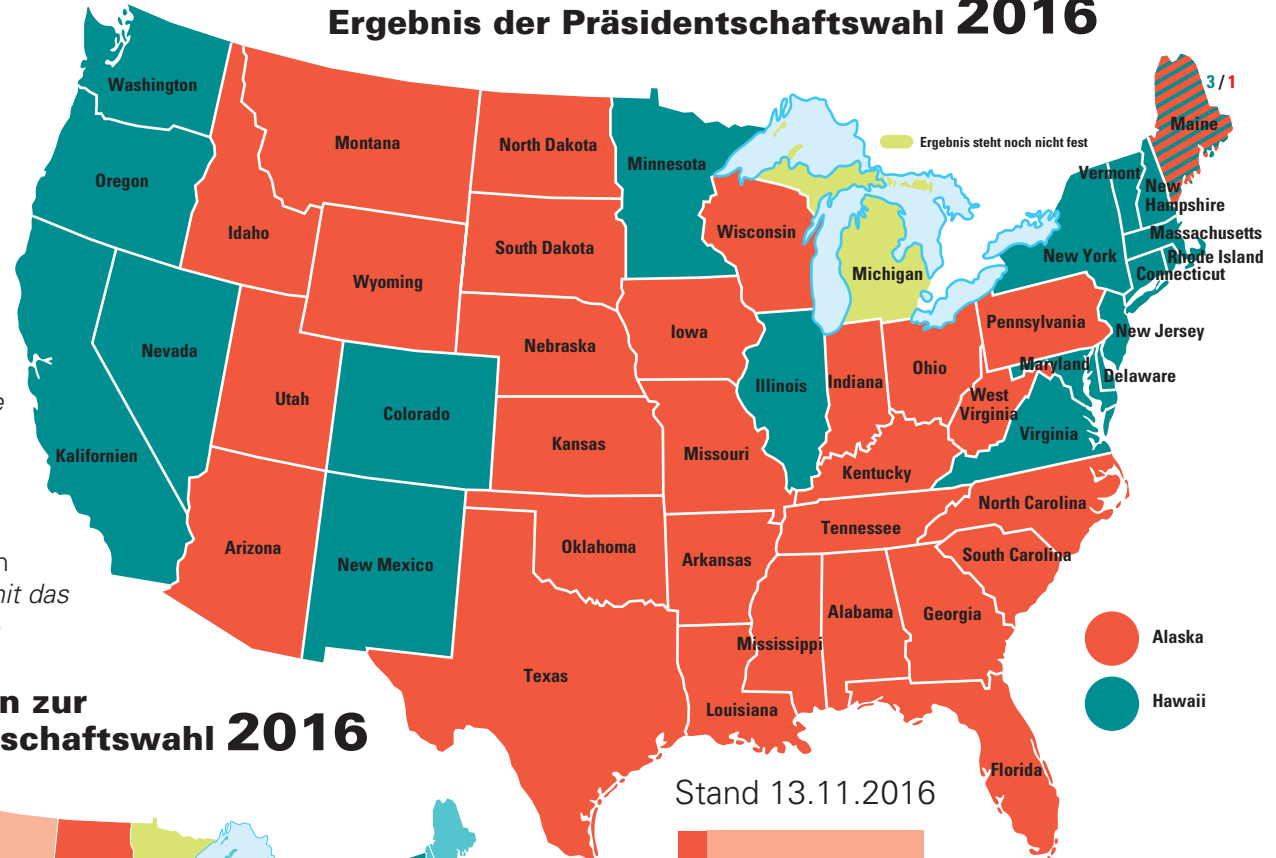 Ergebnis der Präsidentschaftswahl 2016
3 / 1
Washington
Maine
Montana
North Dakota
Ergebnis steht noch nicht fest
Minnesota
Oregon
Vermont
New
Hampshire
Idaho
South Dakota
Wisconsin
Massachusetts
New York
Rhode Island
Connecticut
Michigan
Wyoming
Pennsylvania
New Jersey
Iowa
Nebraska
Nevada
Maryland
Ohio
Delaware
Illinois
Indiana
West
Virginia
Utah
Colorado
e
Virginia
Kansas
Missouri
Kalifornien
Kentucky
North Carolina
Tennessee
Arizona
Oklahoma
South Carolina
New Mexico
Arkansas
n
nit das
Alabama
Georgia
Mississippi
Alaska
Texas
Hawaii
n zur
schaftswahl 2016
Louisiana
Florida
Stand 13.11.2016